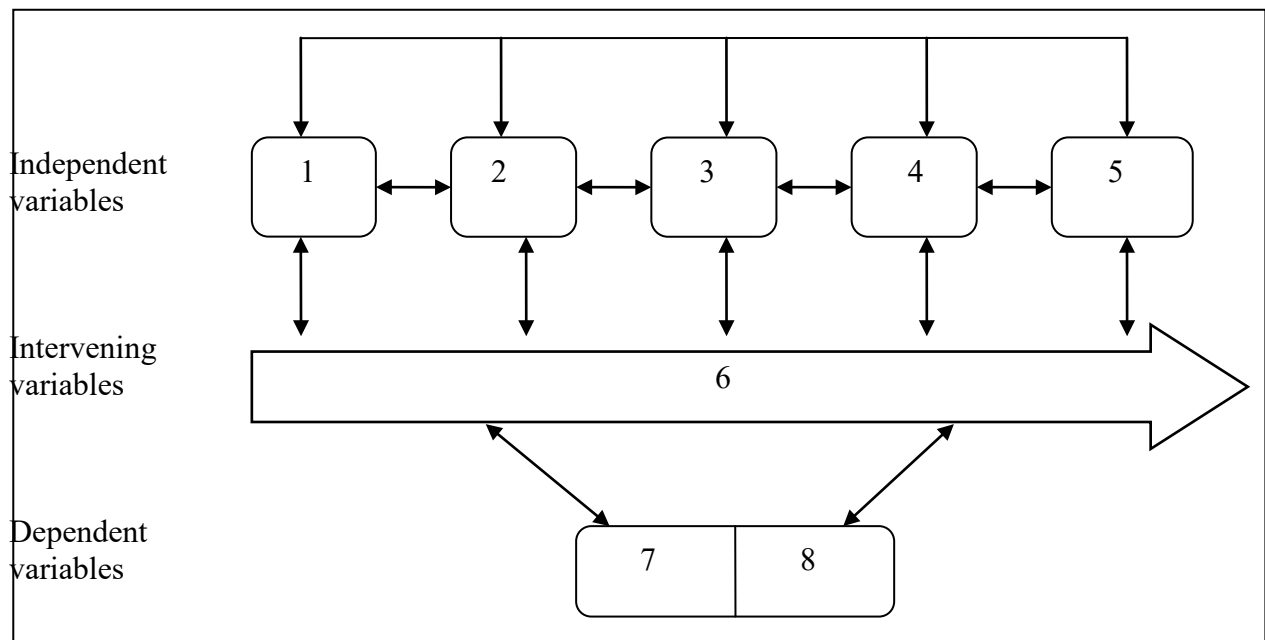 Independent
variables
1 2 3 4 5
Intervening
variables
6
Dependent
variables
7 8